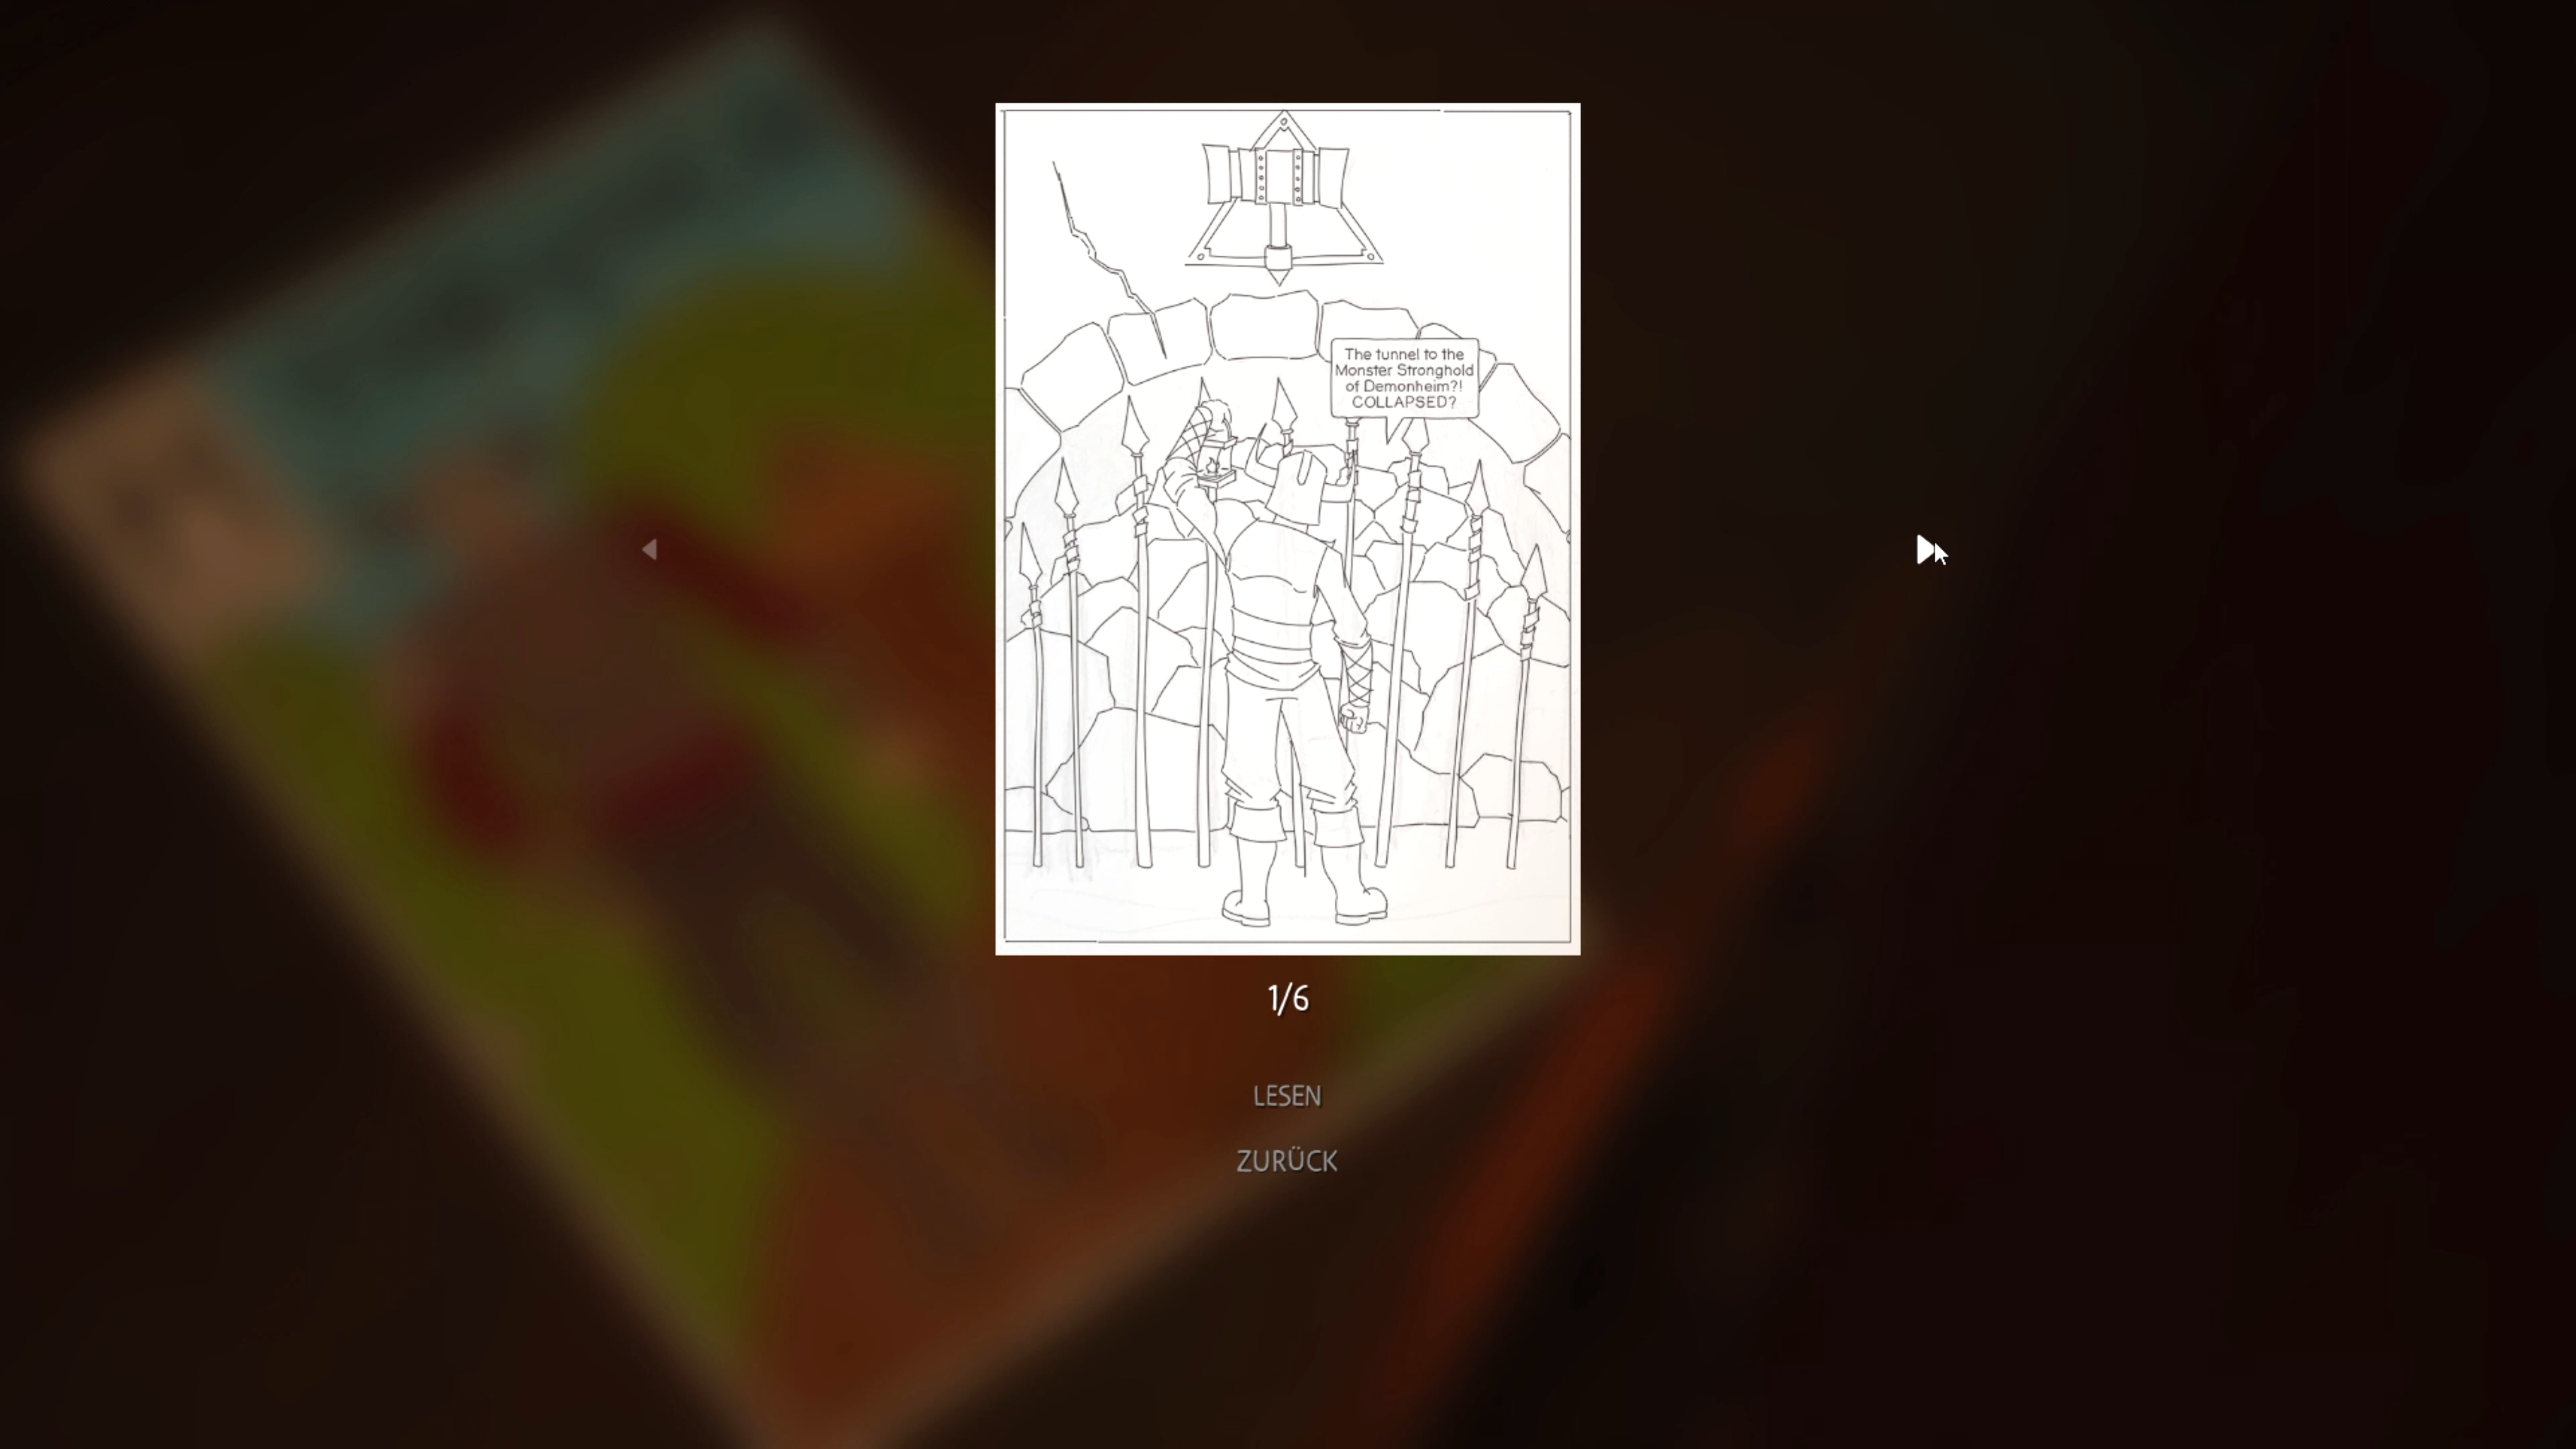 The tunnel to the
Monster Stronghold
of Demonheim?!
COLLAPSED?
1/6
LESEN
ZURÜCK